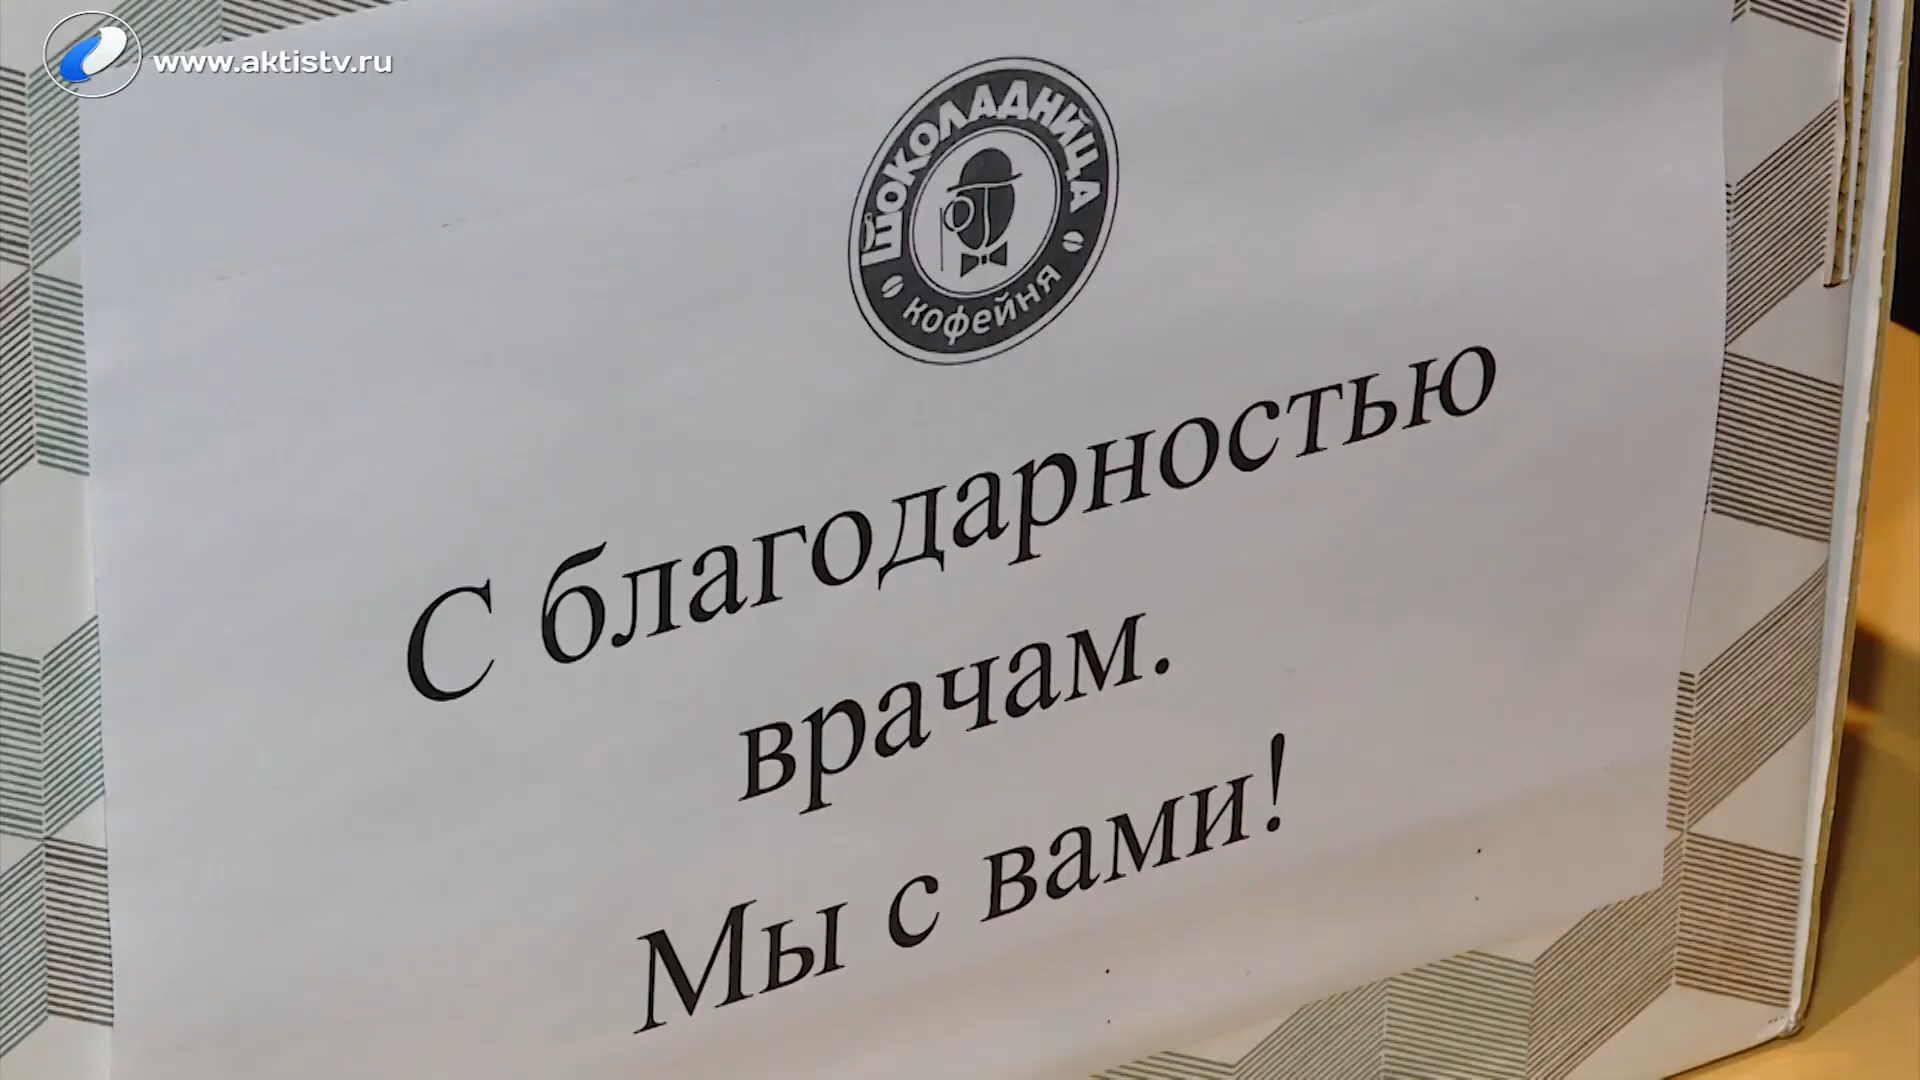 www.aktistv.ru
ШОКОЛАДНИЦА
кофейня
С благодарностью
врачам.
Мы с вами!